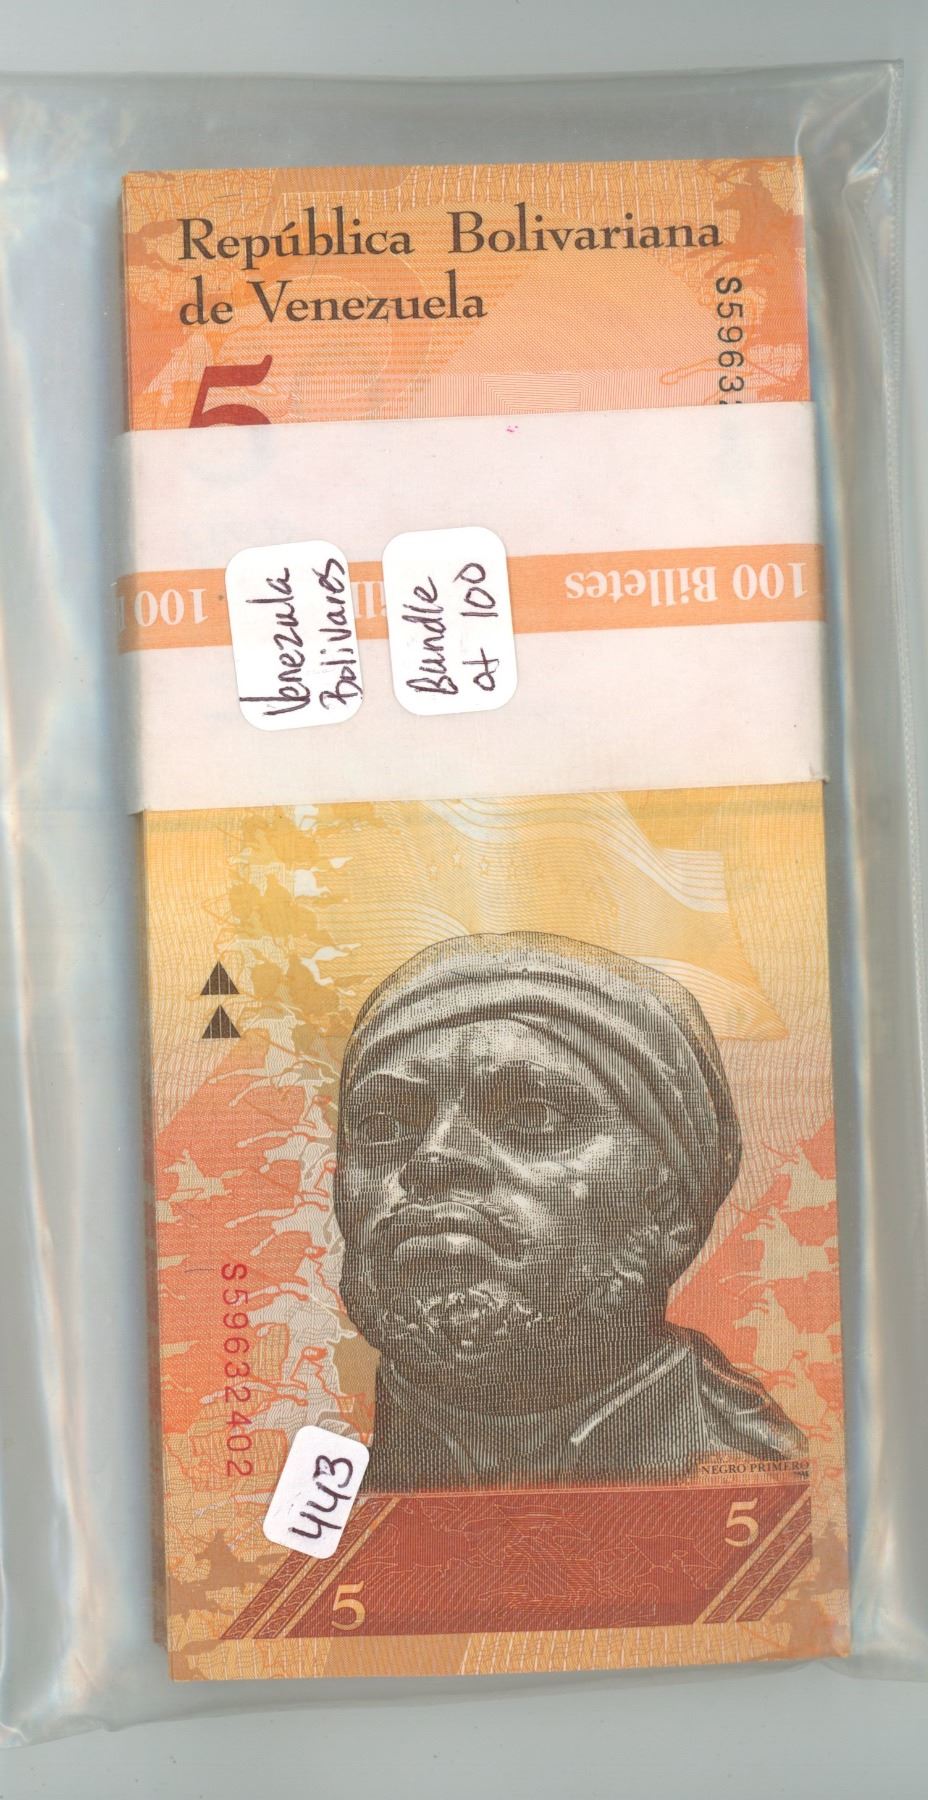 República Bolivariana
de Venezuela
S5963
5
100 Billetes
100
Venezula
Bolivares
Bundle
of 100
S59632402
443
NEGRO PRIMERO
5
5